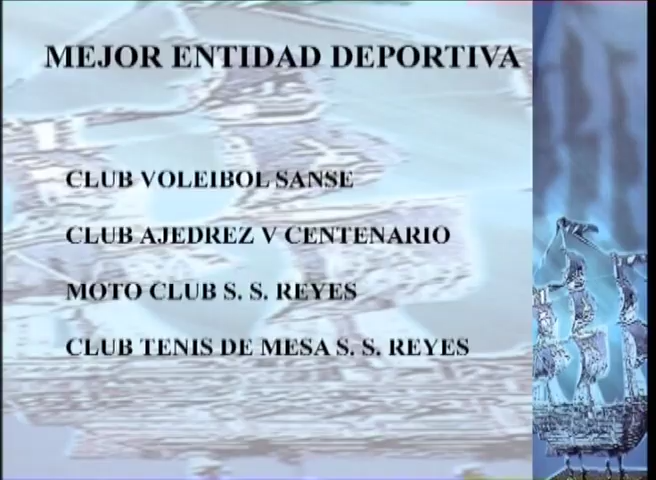 MEJOR ENTIDAD DEPORTIVA
CLUB VOLEIBOL SANSE
CLUB AJEDREZ V CENTENARIO
MOTO CLUB S. S. REYES
CLUB TENIS DE MESA S. S. REYES